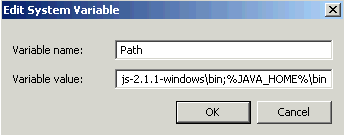 Edit System Variable
Variable name: Path
Variable value: js-2.1.1-windows\bin;%JAVA_HOME%\bin
OK Cancel